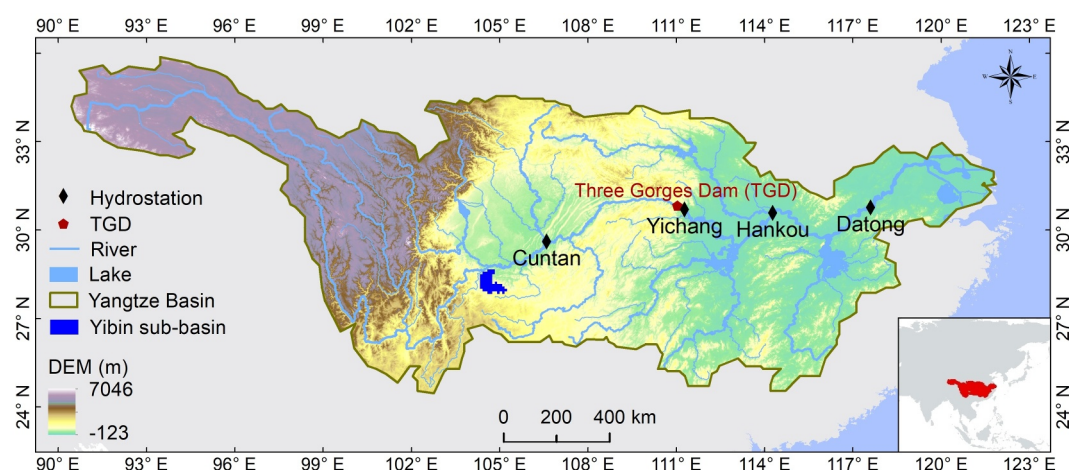 90° E 93° E 96° E 99° E 102° E 105° E 108° E 111° E 114° E 117° E 120° E 123° E
N
W E
S
33° N 33° N
Three Gorges Dam (TGD)
Hydrostation
TGD
30° N Yichang Hankou Datong 30° N
River
Cuntan
Lake
Yangtze Basin
27° N Yibin sub-basin 27° N
DEM (m)
7046
24° N -123 0 200 400 km 24° N
90° E 93° E 96° E 99° E 102° E 105° E 108° E 111° E 114° E 117° E 120° E 123° E